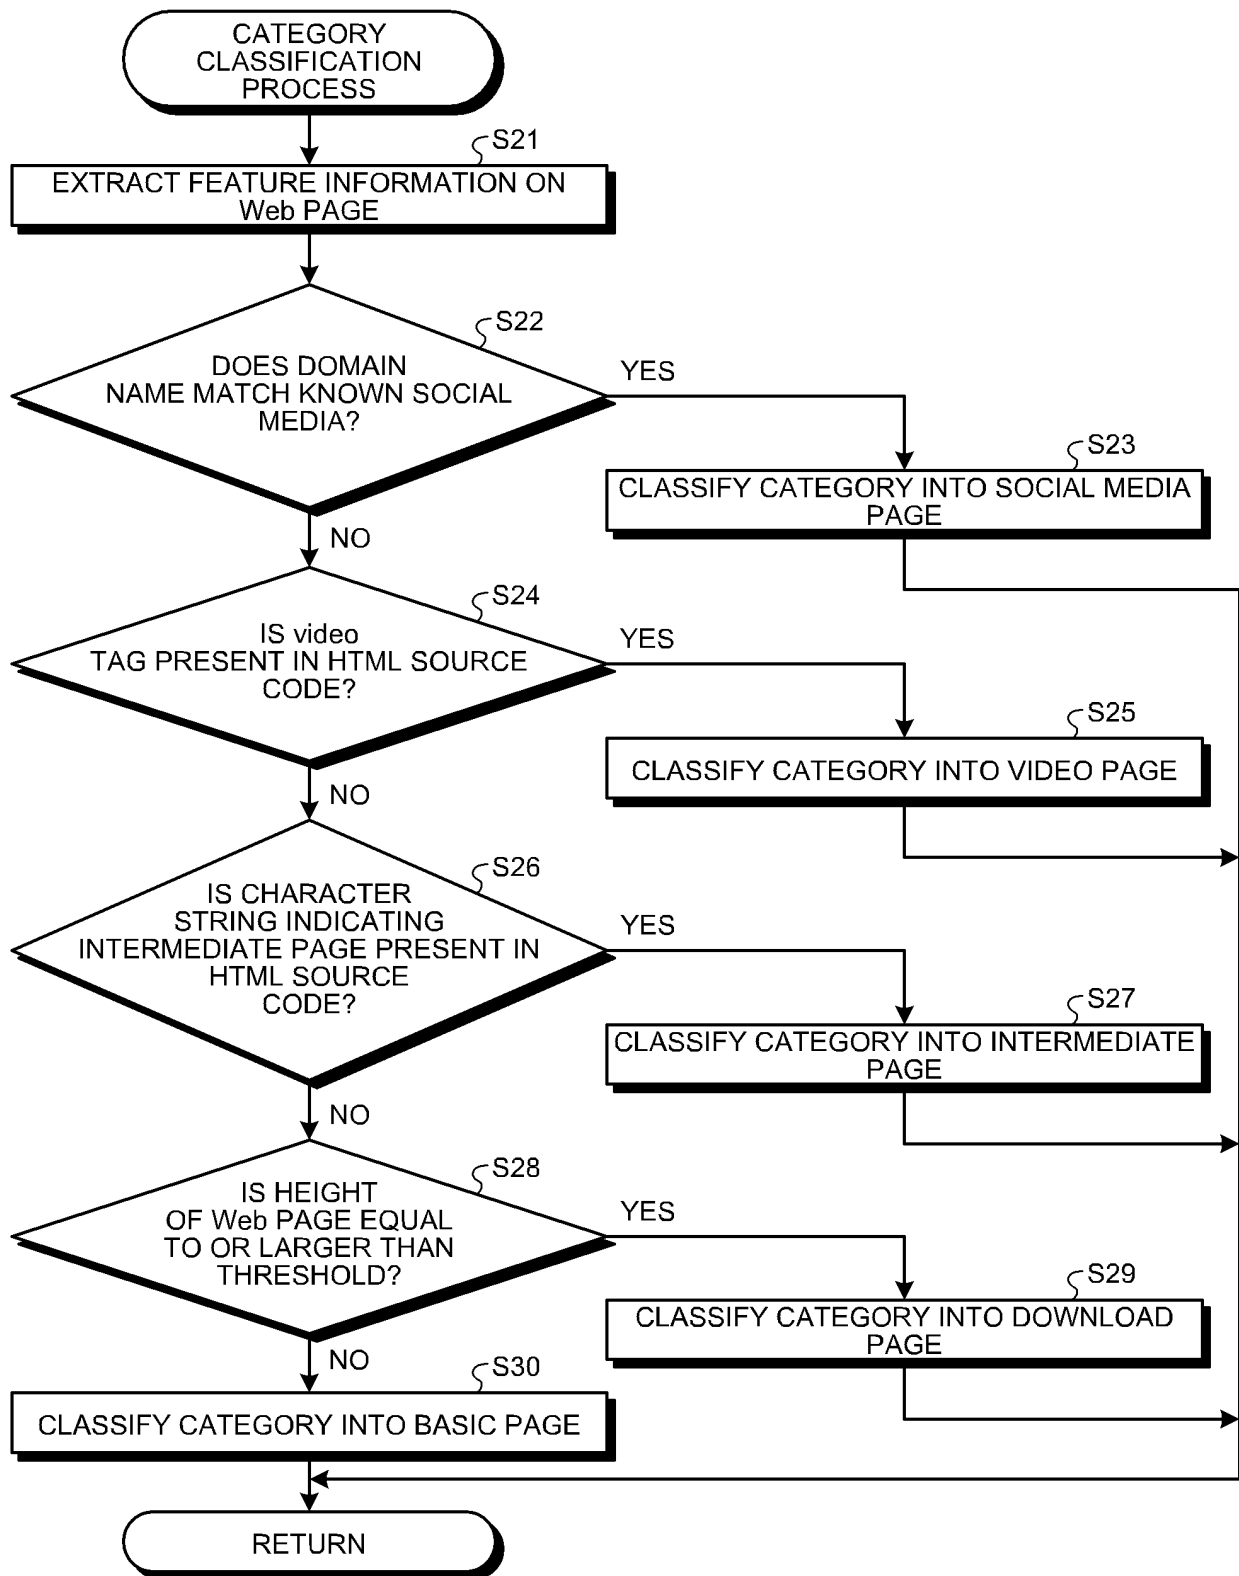 CATEGORY
CLASSIFICATION
PROCESS
S21
EXTRACT FEATURE INFORMATION ON
Web PAGE
S22
DOES DOMAIN
NAME MATCH KNOWN SOCIAL
MEDIA?
YES
S23
CLASSIFY CATEGORY INTO SOCIAL MEDIA
PAGE
NO
S24
IS video
TAG PRESENT IN HTML SOURCE
CODE?
YES
S25
CLASSIFY CATEGORY INTO VIDEO PAGE
NO
S26
IS CHARACTER
STRING INDICATING
INTERMEDIATE PAGE PRESENT IN
HTML SOURCE
CODE?
YES
S27
CLASSIFY CATEGORY INTO INTERMEDIATE
PAGE
NO
S28
IS HEIGHT
OF Web PAGE EQUAL
TO OR LARGER THAN
THRESHOLD?
YES
S29
CLASSIFY CATEGORY INTO DOWNLOAD
PAGE
NO
S30
CLASSIFY CATEGORY INTO BASIC PAGE
RETURN